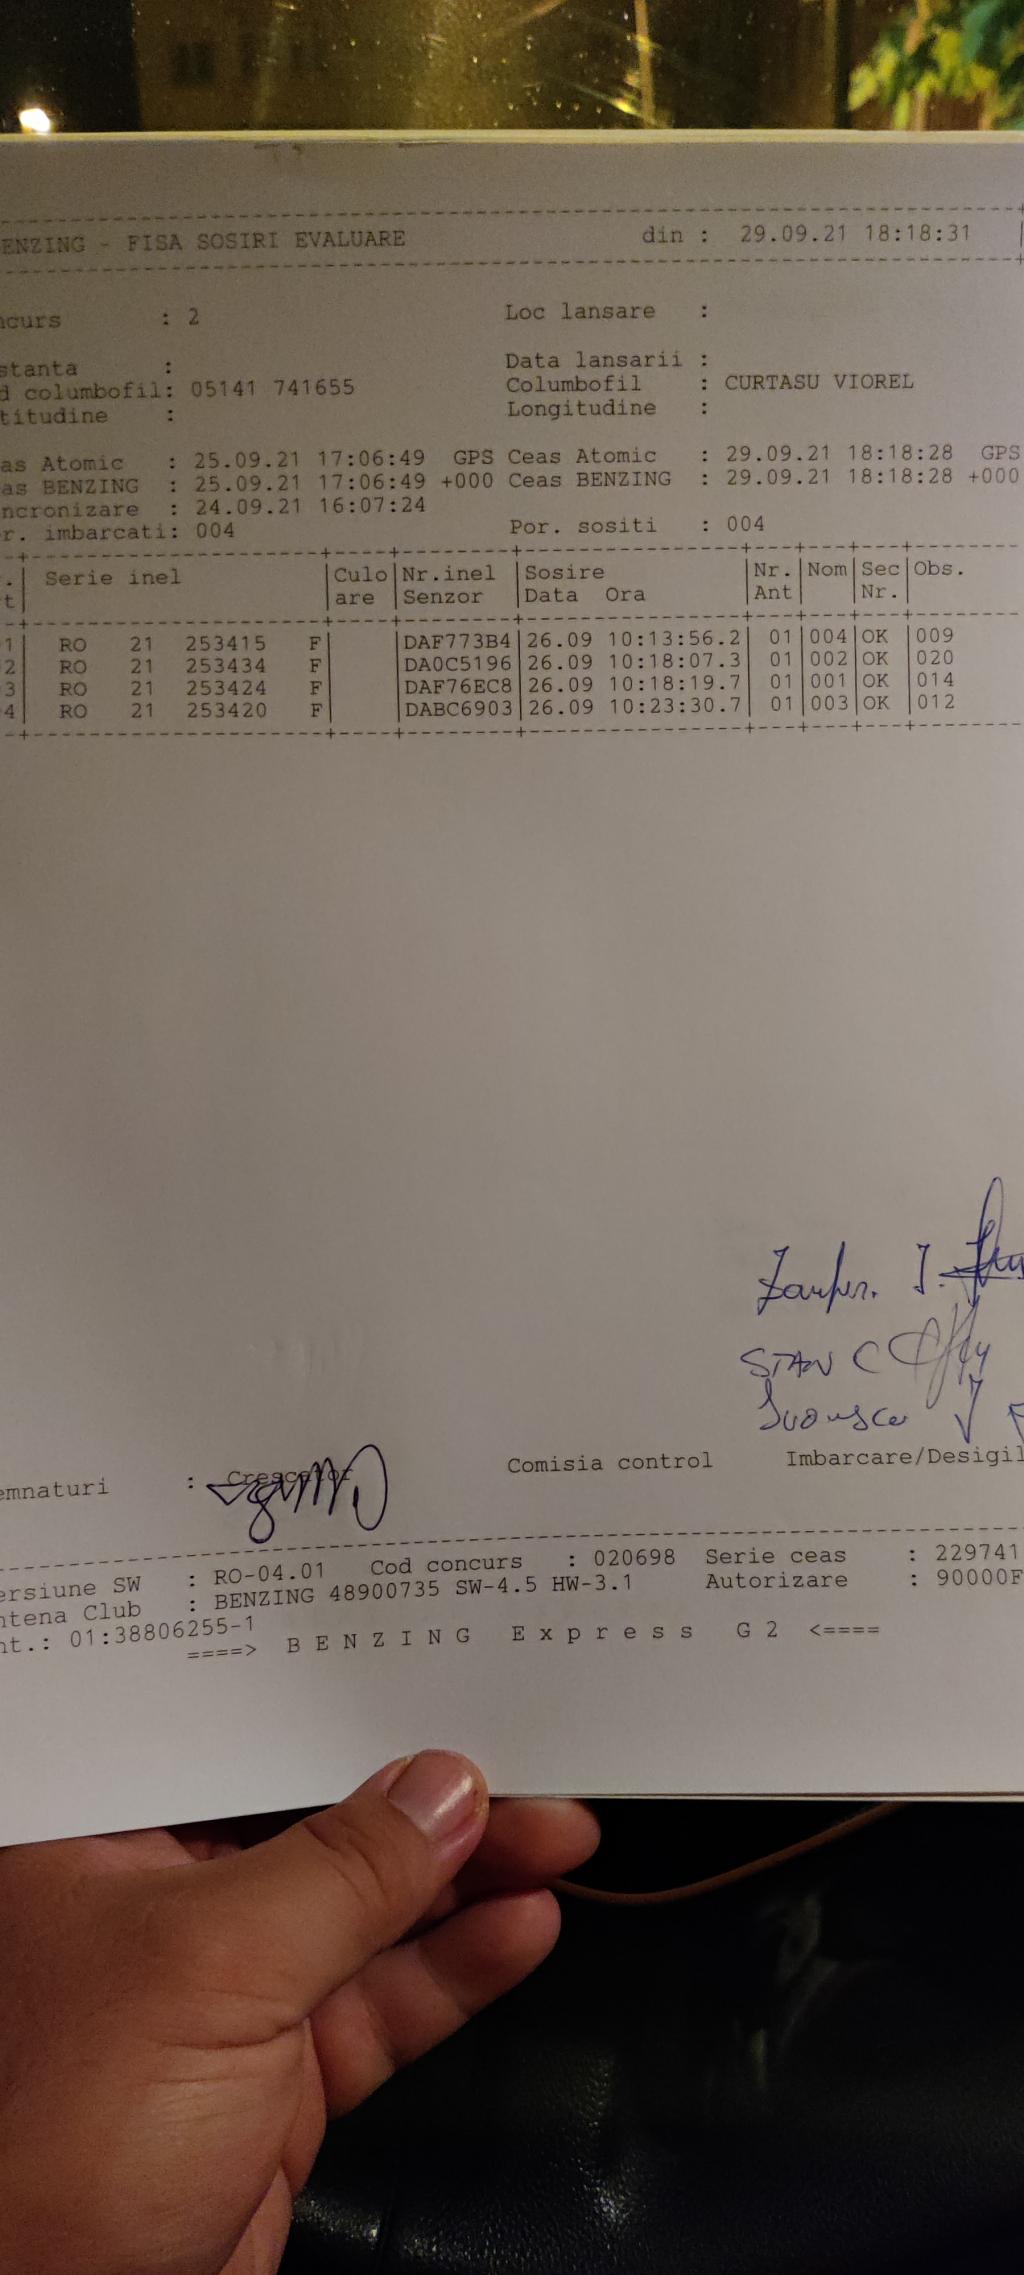 ENZING - FISA SOSIRI EVALUARE din : 29.09.21 18:18:31
ncurs : 2 Loc lansare :
stanta : Data lansarii :
d columbofil: 05141 741655 Columbofil : CURTASU VIOREL
titudine : Longitudine :
as Atomic : 25.09.21 17:06:49 GPS Ceas Atomic : 29.09.21 18:18:28 GPS
as BENZING : 25.09.21 17:06:49 +000 Ceas BENZING : 29.09.21 18:18:28 +000
ncronizare : 24.09.21 16:07:24
r. imbarcati: 004 Por. sositi : 004
. Serie inel Culo Nr.inel Sosire Nr. Nom Sec Obs.
t are Senzor Data Ora Ant Nr.
1 RO 21 253415 F DAF773B4 26.09 10:13:56.2 01 004 OK 009
2 RO 21 253434 F DA0C5196 26.09 10:18:07.3 01 002 OK 020
3 RO 21 253424 F DAF76EC8 26.09 10:18:19.7 01 001 OK 014
4 RO 21 253420 F DABC6903 26.09 10:23:30.7 01 003 OK 012
STAN C
emnaturi : Crescator Comisia control Imbarcare/Desigil
ersiune SW : RO-04.01 Cod concurs : 020698 Serie ceas : 229741
ntena Club : BENZING 48900735 SW-4.5 HW-3.1 Autorizare : 90000F
nt.: 01:38806255-1
====> BENZING Express G2 <====